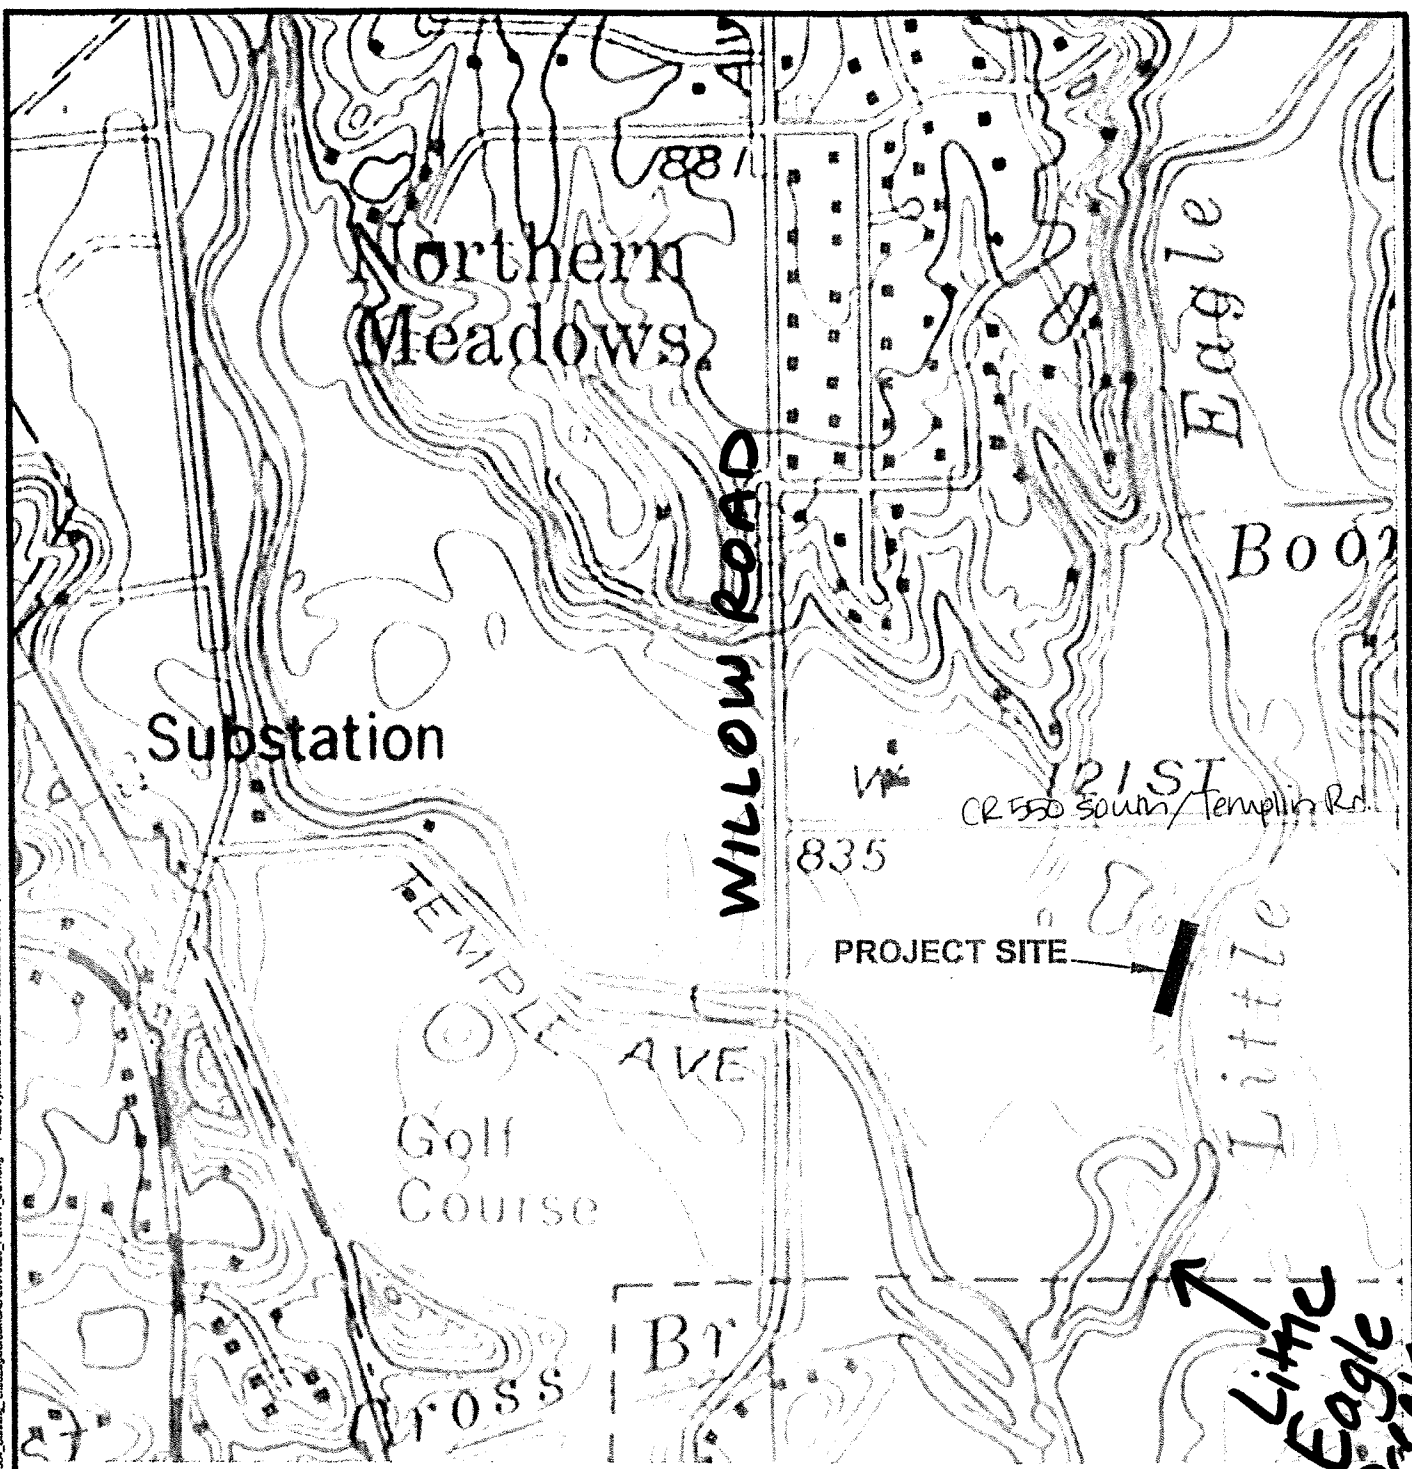 881
Northern
Meadows
Eagle
Boon
WILLOW ROAD
Substation
121ST
CR 550 South/Templin Rd.
835
PROJECT SITE
TEMPLE
AVE
Little
Golf
Course
Br
Little
Eagle
Cross